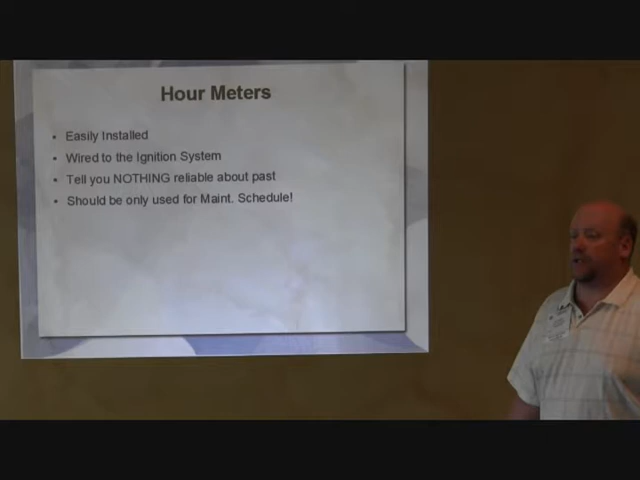 Hour Meters
• Easily Installed
• Wired to the Ignition System
• Tell you NOTHING reliable about past
• Should be only used for Maint. Schedule!